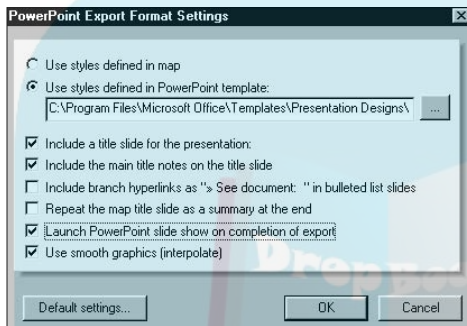 PowerPoint Export Format Settings
Use styles defined in map
Use styles defined in PowerPoint template:
C:\Program Files\Microsoft Office\Templates\Presentation Designs\
...
Include a title slide for the presentation:
Include the main title notes on the title slide
Include branch hyperlinks as "» See document: " in bulleted list slides
Repeat the map title slide as a summary at the end
Launch PowerPoint slide show on completion of export
Use smooth graphics (interpolate)
Default settings...
OK
Cancel